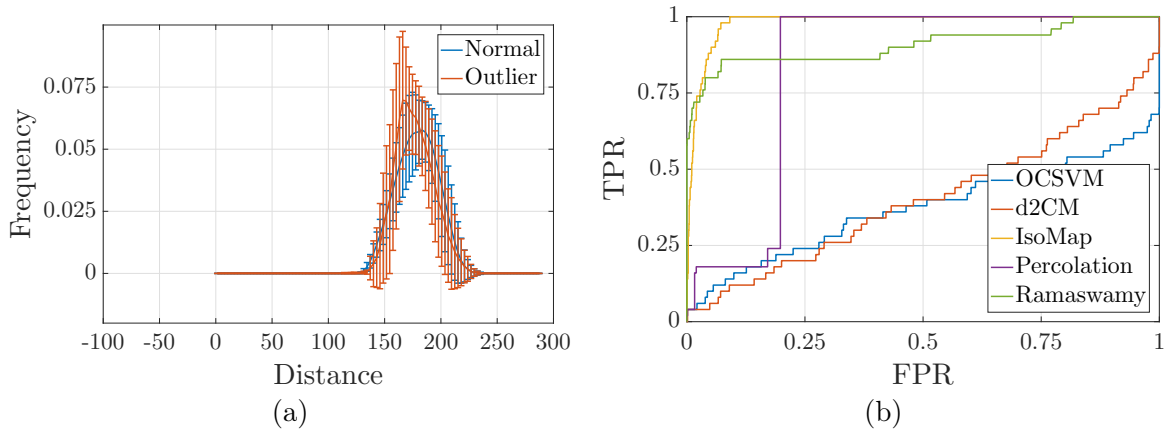 Normal
Outlier
0.075
0.05
0.025
0
Frequency
-100 -50 0 50 100 150 200 250 300
Distance
(a)
1
0.75
0.5
0.25
0
TPR
OCSVM
d2CM
IsoMap
Percolation
Ramaswamy
0 0.25 0.5 0.75 1
FPR
(b)